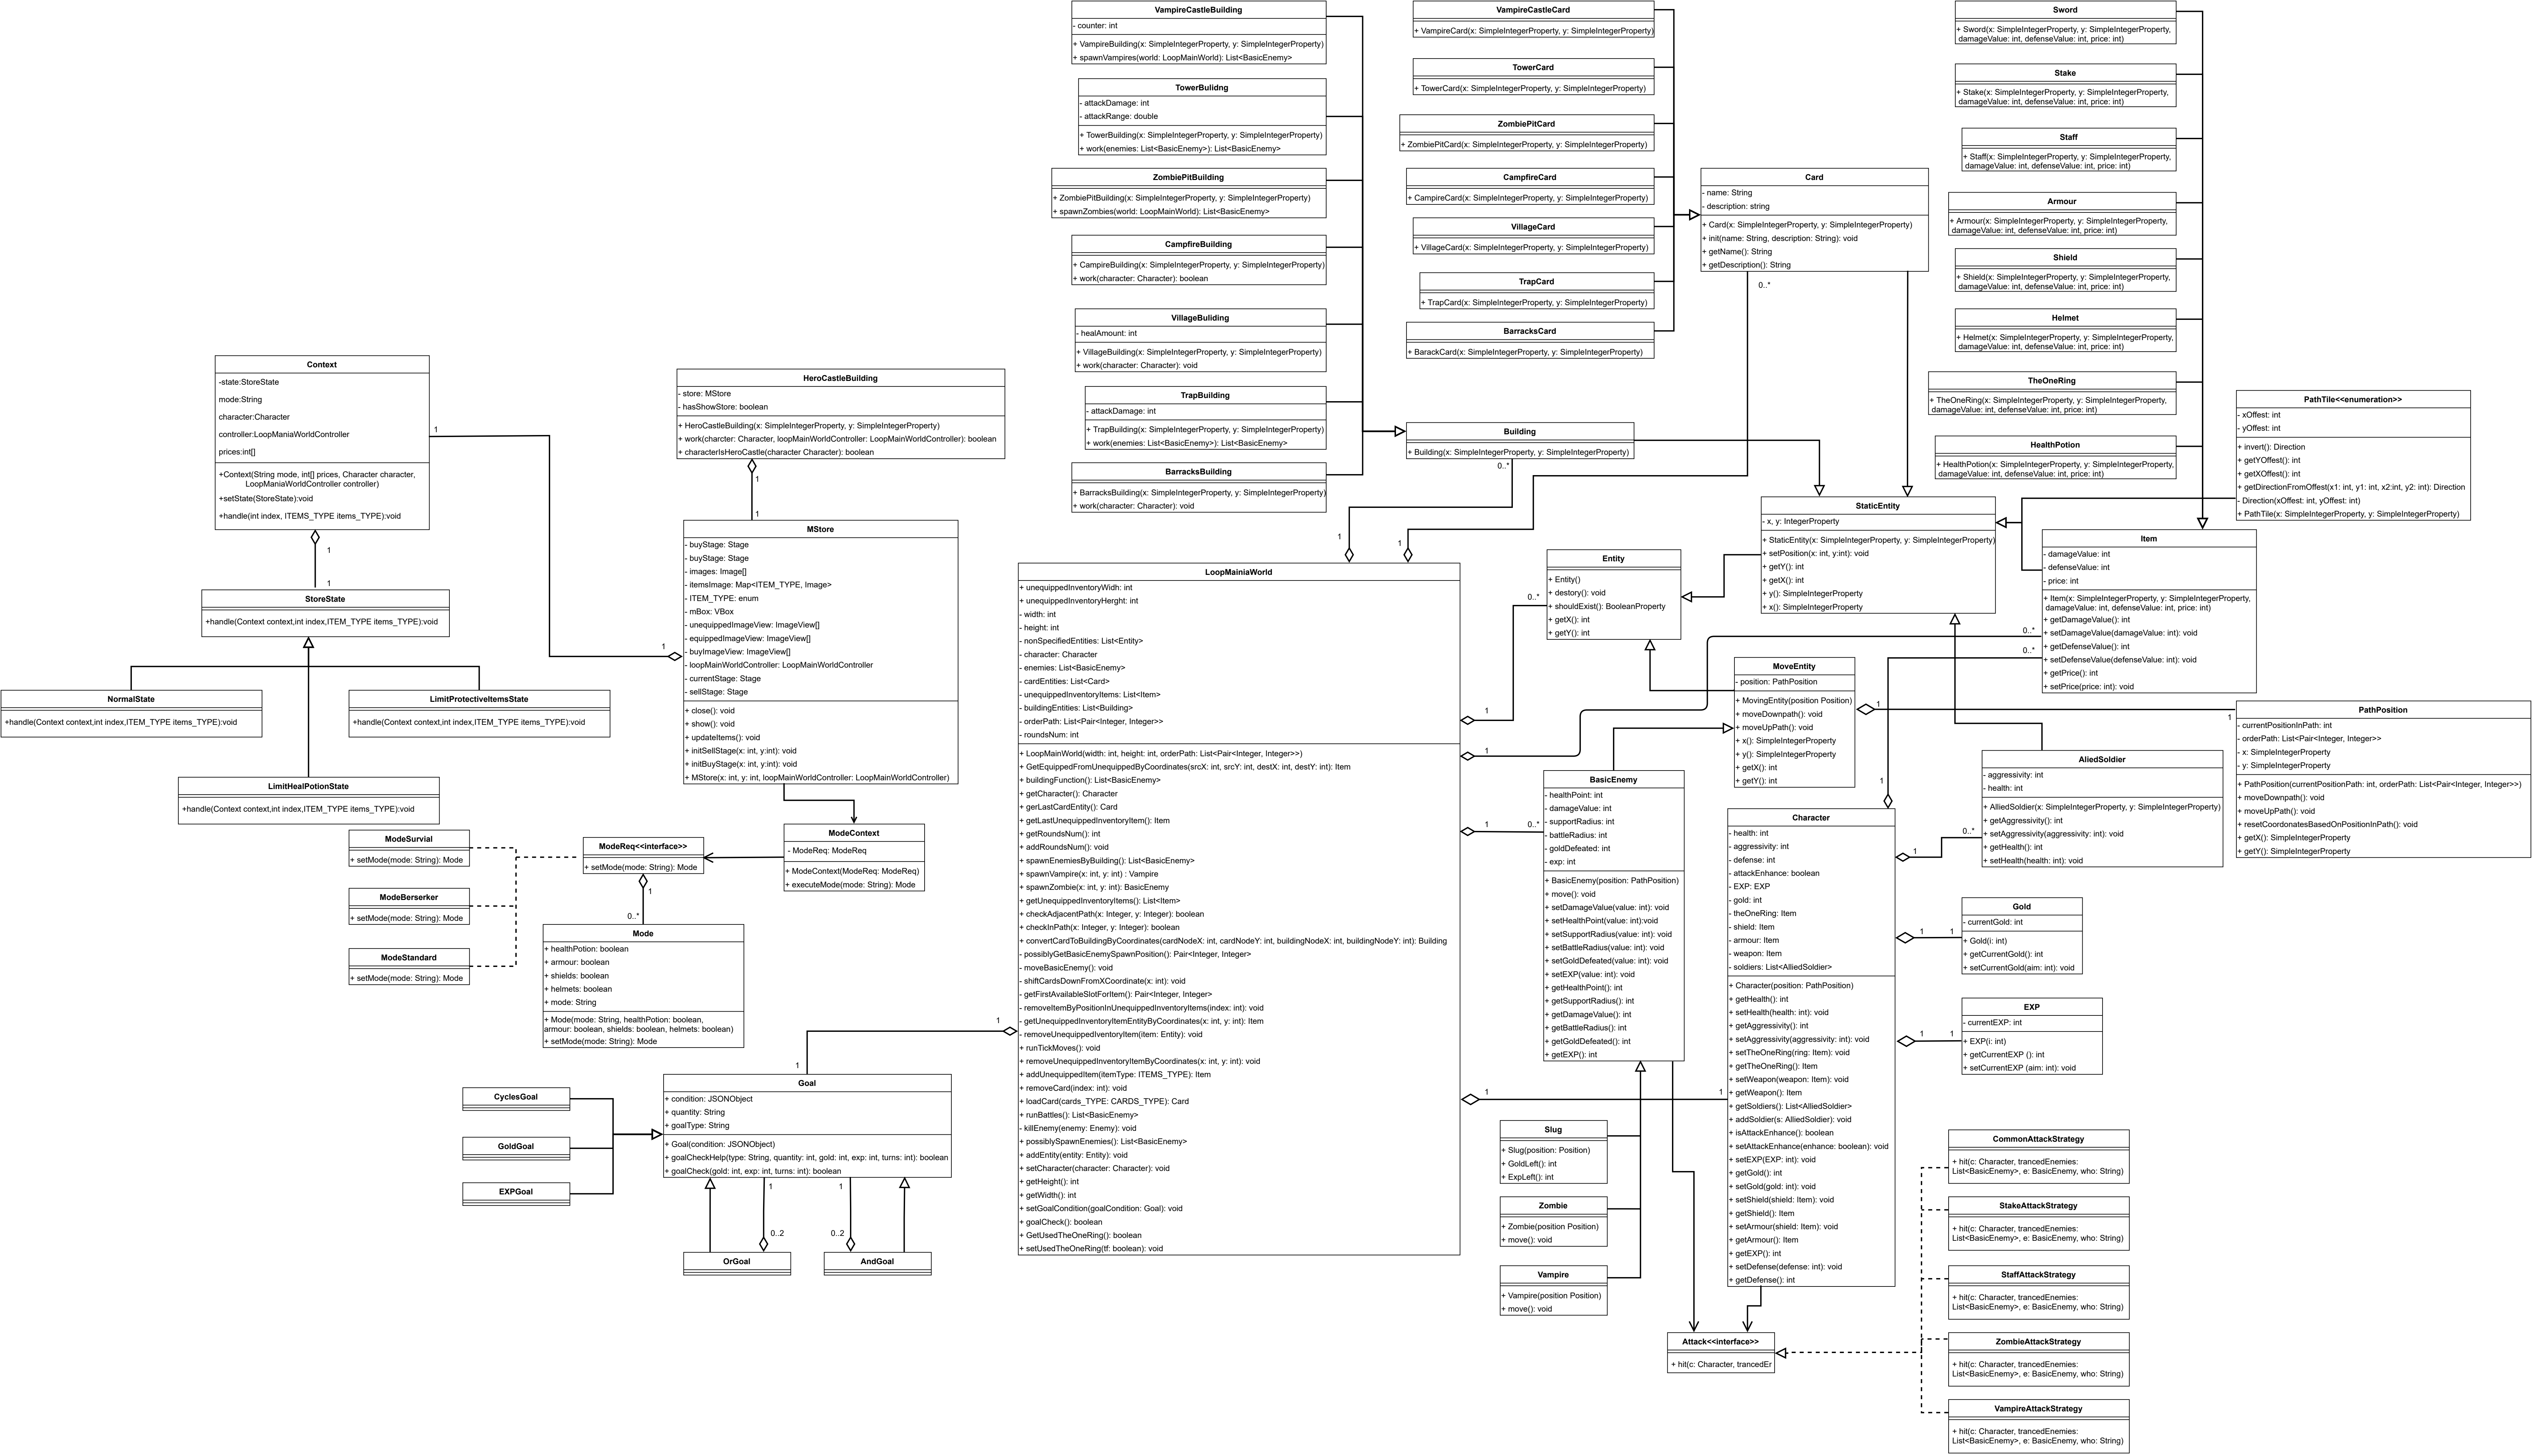 VampireCastleBuilding
- counter: int
+ VampireBuilding(x: SimpleIntegerProperty, y: SimpleIntegerProperty)
+ spawnVampires(world: LoopMainWorld): List<BasicEnemy>
TowerBulidng
- attackDamage: int
- attackRange: double
+ TowerBuilding(x: SimpleIntegerProperty, y: SimpleIntegerProperty)
+ work(enemies: List<BasicEnemy>): List<BasicEnemy>
ZombiePitBuilding
+ ZombiePitBuilding(x: SimpleIntegerProperty, y: SimpleIntegerProperty)
+ spawnZombies(world: LoopMainWorld): List<BasicEnemy>
CampfireBuilding
+ CampireBuilding(x: SimpleIntegerProperty, y: SimpleIntegerProperty)
+ work(character: Character): boolean
VillageBuliding
- healAmount: int
+ VillageBuilding(x: SimpleIntegerProperty, y: SimpleIntegerProperty)
+ work(character: Character): void
TrapBuilding
- attackDamage: int
+ TrapBuilding(x: SimpleIntegerProperty, y: SimpleIntegerProperty)
+ work(enemies: List<BasicEnemy>): List<BasicEnemy>
BarracksBuilding
+ BarracksBuilding(x: SimpleIntegerProperty, y: SimpleIntegerProperty)
+ work(character: Character): void
VampireCastleCard
+ VampireCard(x: SimpleIntegerProperty, y: SimpleIntegerProperty)
TowerCard
+ TowerCard(x: SimpleIntegerProperty, y: SimpleIntegerProperty)
ZombiePitCard
+ ZombiePitCard(x: SimpleIntegerProperty, y: SimpleIntegerProperty)
CampfireCard
+ CampireCard(x: SimpleIntegerProperty, y: SimpleIntegerProperty)
VillageCard
+ VillageCard(x: SimpleIntegerProperty, y: SimpleIntegerProperty)
TrapCard
+ TrapCard(x: SimpleIntegerProperty, y: SimpleIntegerProperty)
BarracksCard
+ BarackCard(x: SimpleIntegerProperty, y: SimpleIntegerProperty)
Card
- name: String
- description: string
+ Card(x: SimpleIntegerProperty, y: SimpleIntegerProperty)
+ init(name: String, description: String): void
+ getName(): String
+ getDescription(): String
0..*
Sword
+ Sword(x: SimpleIntegerProperty, y: SimpleIntegerProperty,
damageValue: int, defenseValue: int, price: int)
Stake
+ Stake(x: SimpleIntegerProperty, y: SimpleIntegerProperty,
damageValue: int, defenseValue: int, price: int)
Staff
+ Staff(x: SimpleIntegerProperty, y: SimpleIntegerProperty,
damageValue: int, defenseValue: int, price: int)
Armour
+ Armour(x: SimpleIntegerProperty, y: SimpleIntegerProperty,
damageValue: int, defenseValue: int, price: int)
Shield
+ Shield(x: SimpleIntegerProperty, y: SimpleIntegerProperty,
damageValue: int, defenseValue: int, price: int)
Helmet
+ Helmet(x: SimpleIntegerProperty, y: SimpleIntegerProperty,
damageValue: int, defenseValue: int, price: int)
TheOneRing
+ TheOneRing(x: SimpleIntegerProperty, y: SimpleIntegerProperty,
damageValue: int, defenseValue: int, price: int)
HealthPotion
+ HealthPotion(x: SimpleIntegerProperty, y: SimpleIntegerProperty,
damageValue: int, defenseValue: int, price: int)
PathTile<<enumeration>>
- xOffest: int
- yOffest: int
+ invert(): Direction
+ getYOffest(): int
+ getXOffest(): int
+ getDirectionFromOffest(x1: int, y1: int, x2:int, y2: int): Direction
- Direction(xOffest: int, yOffest: int)
+ PathTile(x: SimpleIntegerProperty, y: SimpleIntegerProperty)
Context
-state:StoreState
mode:String
character:Character
controller:LoopManiaWorldController
prices:int[]
+Context(String mode, int[] prices, Character character,
LoopManiaWorldController controller)
+setState(StoreState):void
+handle(int index, ITEMS_TYPE items_TYPE):void
1
1
1
StoreState
+handle(Context context,int index,ITEM_TYPE items_TYPE):void
NormalState
+handle(Context context,int index,ITEM_TYPE items_TYPE):void
LimitProtectiveItemsState
+handle(Context context,int index,ITEM_TYPE items_TYPE):void
LimitHealPotionState
+handle(Context context,int index,ITEM_TYPE items_TYPE):void
HeroCastleBuilding
- store: MStore
- hasShowStore: boolean
+ HeroCastleBuilding(x: SimpleIntegerProperty, y: SimpleIntegerProperty)
+ work(charcter: Character, loopMainWorldController: LoopMainWorldController): boolean
+ characterIsHeroCastle(character Character): boolean
1
1
1
MStore
- buyStage: Stage
- buyStage: Stage
- images: Image[]
- itemsImage: Map<ITEM_TYPE, Image>
- ITEM_TYPE: enum
- mBox: VBox
- unequippedImageView: ImageView[]
- equippedImageView: ImageView[]
- buyImageView: ImageView[]
- loopMainWorldController: LoopMainWorldController
- currentStage: Stage
- sellStage: Stage
+ close(): void
+ show(): void
+ updateItems(): void
+ initSellStage(x: int, y:int): void
+ initBuyStage(x: int, y:int): void
+ MStore(x: int, y: int, loopMainWorldController: LoopMainWorldController)
ModeContext
- ModeReq: ModeReq
+ ModeContext(ModeReq: ModeReq)
+ executeMode(mode: String): Mode
ModeReq<<interface>>
+ setMode(mode: String): Mode
1
0..*
ModeSurvial
+ setMode(mode: String): Mode
ModeBerserker
+ setMode(mode: String): Mode
ModeStandard
+ setMode(mode: String): Mode
Mode
+ healthPotion: boolean
+ armour: boolean
+ shields: boolean
+ helmets: boolean
+ mode: String
+ Mode(mode: String, healthPotion: boolean,
armour: boolean, shields: boolean, helmets: boolean)
+ setMode(mode: String): Mode
Building
+ Building(x: SimpleIntegerProperty, y: SimpleIntegerProperty)
0..*
1
1
LoopMainiaWorld
+ unequippedInventoryWidh: int
+ unequippedInventoryHerght: int
- width: int
- height: int
- nonSpecifiedEntities: List<Entity>
- character: Character
- enemies: List<BasicEnemy>
- cardEntities: List<Card>
- unequippedInventoryItems: List<Item>
- buildingEntities: List<Building>
- orderPath: List<Pair<Integer, Integer>>
- roundsNum: int
+ LoopMainWorld(width: int, height: int, orderPath: List<Pair<Integer, Integer>>)
+ GetEquippedFromUnequippedByCoordinates(srcX: int, srcY: int, destX: int, destY: int): Item
+ buildingFunction(): List<BasicEnemy>
+ getCharacter(): Character
+ gerLastCardEntity(): Card
+ getLastUnequippedInventoryItem(): Item
+ getRoundsNum(): int
+ addRoundsNum(): void
+ spawnEnemiesByBuilding(): List<BasicEnemy>
+ spawnVampire(x: int, y: int) : Vampire
+ spawnZombie(x: int, y: int): BasicEnemy
+ getUnequippedInventoryItems(): List<Item>
+ checkAdjacentPath(x: Integer, y: Integer): boolean
+ checkInPath(x: Integer, y: Integer): boolean
+ convertCardToBuildingByCoordinates(cardNodeX: int, cardNodeY: int, buildingNodeX: int, buildingNodeY: int): Building
- possiblyGetBasicEnemySpawnPosition(): Pair<Integer, Integer>
- moveBasicEnemy(): void
- shiftCardsDownFromXCoordinate(x: int): void
- getFirstAvailableSlotForItem(): Pair<Integer, Integer>
- removeItemByPositionInUnequippedInventoryItems(index: int): void
- getUnequippedInventoryItemEntityByCoordinates(x: int, y: int): Item
- removeUnequippedInventoryItem(item: Entity): void
+ runTickMoves(): void
+ removeUnequippedInventoryItemByCoordinates(x: int, y: int): void
+ addUnequippedItem(itemType: ITEMS_TYPE): Item
+ removeCard(index: int): void
+ loadCard(cards_TYPE: CARDS_TYPE): Card
+ runBattles(): List<BasicEnemy>
- killEnemy(enemy: Enemy): void
+ possiblySpawnEnemies(): List<BasicEnemy>
+ addEntity(entity: Entity): void
+ setCharacter(character: Character): void
+ getHeight(): int
+ getWidth(): int
+ setGoalCondition(goalCondition: Goal): void
+ goalCheck(): boolean
+ GetUsedTheOneRing(): boolean
+ setUsedTheOneRing(tf: boolean): void
1
1
Goal
+ condition: JSONObject
+ quantity: String
+ goalType: String
+ Goal(condition: JSONObject)
+ goalCheckHelp(type: String, quantity: int, gold: int, exp: int, turns: int): boolean
+ goalCheck(gold: int, exp: int, turns: int): boolean
CyclesGoal
GoldGoal
EXPGoal
1
1
0..2
0..2
OrGoal
AndGoal
Entity
+ Entity()
+ destory(): void
+ shouldExist(): BooleanProperty
+ getX(): int
+ getY(): int
0..*
1
1
1
0..*
1
1
StaticEntity
- x, y: IntegerProperty
+ StaticEntity(x: SimpleIntegerProperty, y: SimpleIntegerProperty)
+ setPosition(x: int, y:int): void
+ getY(): int
+ getX(): int
+ y(): SimpleIntegerProperty
+ x(): SimpleIntegerProperty
Item
- damageValue: int
- defenseValue: int
- price: int
+ Item(x: SimpleIntegerProperty, y: SimpleIntegerProperty,
damageValue: int, defenseValue: int, price: int)
+ getDamageValue(): int
+ setDamageValue(damageValue: int): void
+ getDefenseValue(): int
+ setDefenseValue(defenseValue: int): void
+ getPrice(): int
+ setPrice(price: int): void
0..*
0..*
MoveEntity
- position: PathPosition
+ MovingEntity(position Position)
+ moveDownpath(): void
+ moveUpPath(): void
+ x(): SimpleIntegerProperty
+ y(): SimpleIntegerProperty
+ getX(): int
+ getY(): int
1
1
PathPosition
- currentPositionInPath: int
- orderPath: List<Pair<Integer, Integer>>
- x: SimpleIntegerProperty
- y: SimpleIntegerProperty
+ PathPosition(currentPositionPath: int, orderPath: List<Pair<Integer, Integer>>)
+ moveDownpath(): void
+ moveUpPath(): void
+ resetCoordonatesBasedOnPositionInPath(): void
+ getX(): SimpleIntegerProperty
+ getY(): SimpleIntegerProperty
AliedSoldier
- aggressivity: int
- health: int
+ AlliedSoldier(x: SimpleIntegerProperty, y: SimpleIntegerProperty)
+ getAggressivity(): int
+ setAggressivity(aggressivity: int): void
+ getHealth(): int
+ setHealth(health: int): void
BasicEnemy
- healthPoint: int
- damageValue: int
- supportRadius: int
- battleRadius: int
- goldDefeated: int
- exp: int
+ BasicEnemy(position: PathPosition)
+ move(): void
+ setDamageValue(value: int): void
+ setHealthPoint(value: int):void
+ setSupportRadius(value: int): void
+ setBattleRadius(value: int): void
+ setGoldDefeated(value: int): void
+ setEXP(value: int): void
+ getHealthPoint(): int
+ getSupportRadius(): int
+ getDamageValue(): int
+ getBattleRadius(): int
+ getGoldDefeated(): int
+ getEXP(): int
Slug
+ Slug(position: Position)
+ GoldLeft(): int
+ ExpLeft(): int
Zombie
+ Zombie(position Position)
+ move(): void
Vampire
+ Vampire(position Position)
+ move(): void
1
Character
- health: int
- aggressivity: int
- defense: int
- attackEnhance: boolean
- EXP: EXP
- gold: int
- theOneRing: Item
- shield: Item
- armour: Item
- weapon: Item
- soldiers: List<AlliedSoldier>
+ Character(position: PathPosition)
+ getHealth(): int
+ setHealth(health: int): void
+ getAggressivity(): int
+ setAggressivity(aggressivity: int): void
+ setTheOneRing(ring: Item): void
+ getTheOneRing(): Item
+ setWeapon(weapon: Item): void
+ getWeapon(): Item
+ getSoldiers(): List<AlliedSoldier>
+ addSoldier(s: AlliedSoldier): void
+ isAttackEnhance(): boolean
+ setAttackEnhance(enhance: boolean): void
+ setEXP(EXP: int): void
+ getGold(): int
+ setGold(gold: int): void
+ setShield(shield: Item): void
+ getShield(): Item
+ setArmour(shield: Item): void
+ getArmour(): Item
+ getEXP(): int
+ setDefense(defense: int): void
+ getDefense(): int
1
0..*
1
1
1
1
Gold
- currentGold: int
+ Gold(i: int)
+ getCurrentGold(): int
+ setCurrentGold(aim: int): void
EXP
- currentEXP: int
+ EXP(i: int)
+ getCurrentEXP (): int
+ setCurrentEXP (aim: int): void
Attack<<interface>>
+ hit(c: Character, trancedEr
CommonAttackStrategy
+ hit(c: Character, trancedEnemies:
List<BasicEnemy>, e: BasicEnemy, who: String)
StakeAttackStrategy
+ hit(c: Character, trancedEnemies:
List<BasicEnemy>, e: BasicEnemy, who: String)
StaffAttackStrategy
+ hit(c: Character, trancedEnemies:
List<BasicEnemy>, e: BasicEnemy, who: String)
ZombieAttackStrategy
+ hit(c: Character, trancedEnemies:
List<BasicEnemy>, e: BasicEnemy, who: String)
VampireAttackStrategy
+ hit(c: Character, trancedEnemies:
List<BasicEnemy>, e: BasicEnemy, who: String)